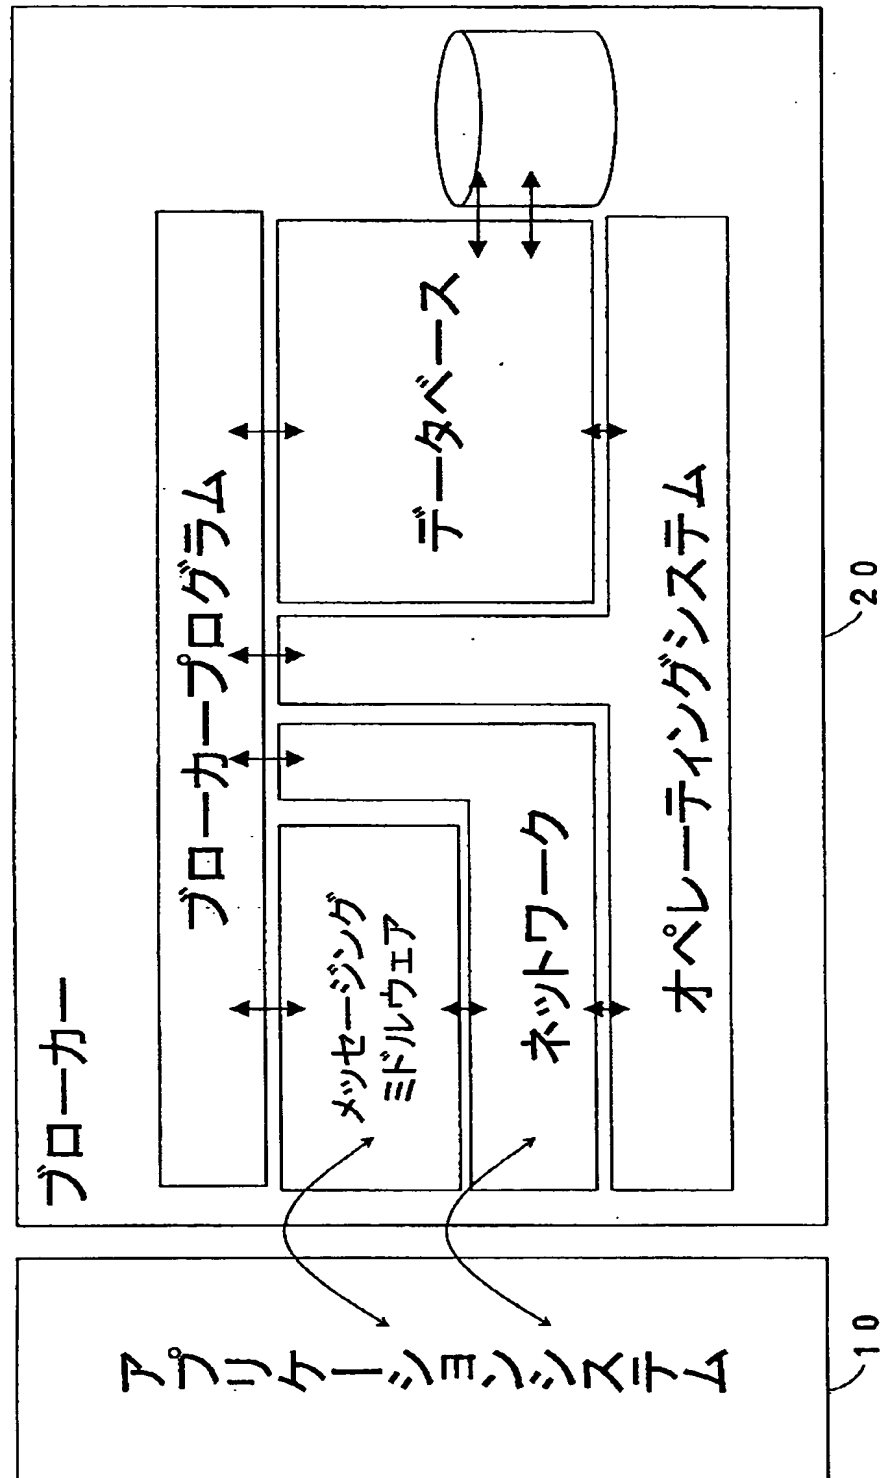 ブローカー
ブローカープログラム
メッセージング
ミドルウェア
ネットワーク
データベース
オペレーティングシステム
20
アプリケーションシステム
10